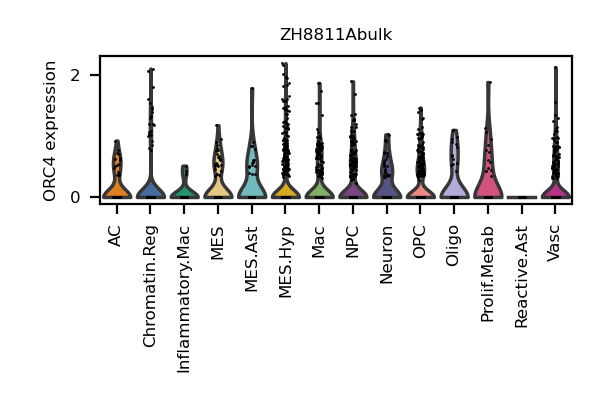 ZH8811Abulk
ORC4 expression
2
0
AC
Chromatin.Reg
Inflammatory.Mac
MES
MES.Ast
MES.Hyp
Mac
NPC
Neuron
OPC
Oligo
Prolif.Metab
Reactive.Ast
Vasc